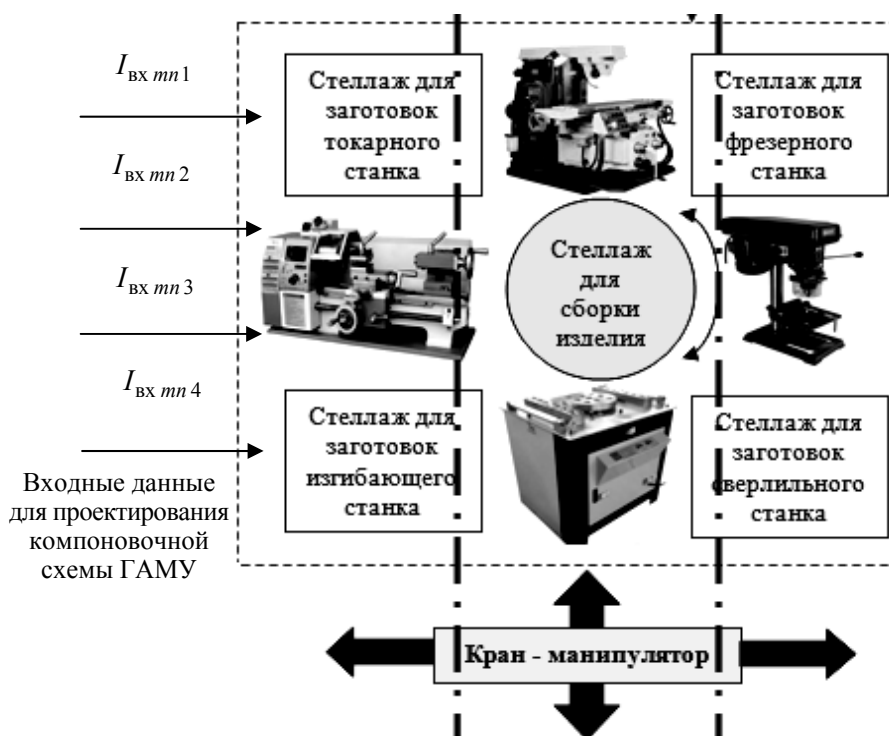 I вх mn 1
I вх mn 2
I вх mn 3
I вх mn 4
Входные данные
для проектирования
компоновочной
схемы ГАМУ
Стеллаж для
заготовок
токарного
станка
Стеллаж для
заготовок
фрезерного
станка
Стеллаж
для
сборки
изделия
Стеллаж для
заготовок
изгибающего
станка
Стеллаж для
заготовок
сверлильного
станка
Кран - манипулятор